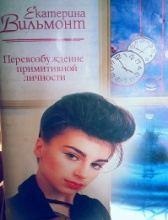 Екатерина
Вильмонт
Перевозбуждение
примитивной
личности